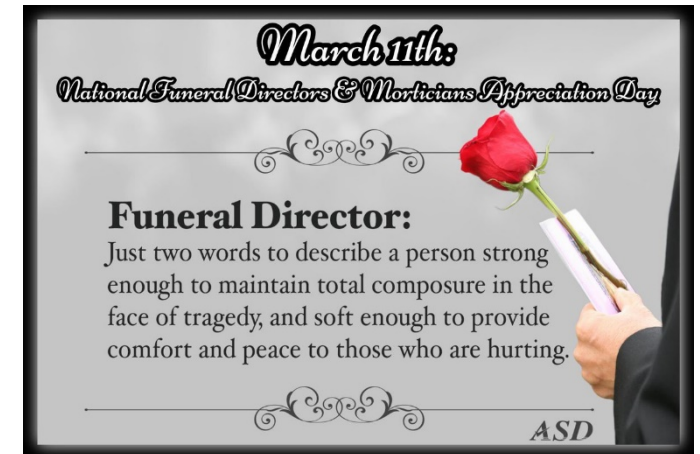 March 11th:
National Funeral Directors & Morticians Appreciation Day
Funeral Director:
Just two words to describe a person strong
enough to maintain total composure in the
face of tragedy, and soft enough to provide
comfort and peace to those who are hurting.
ASD